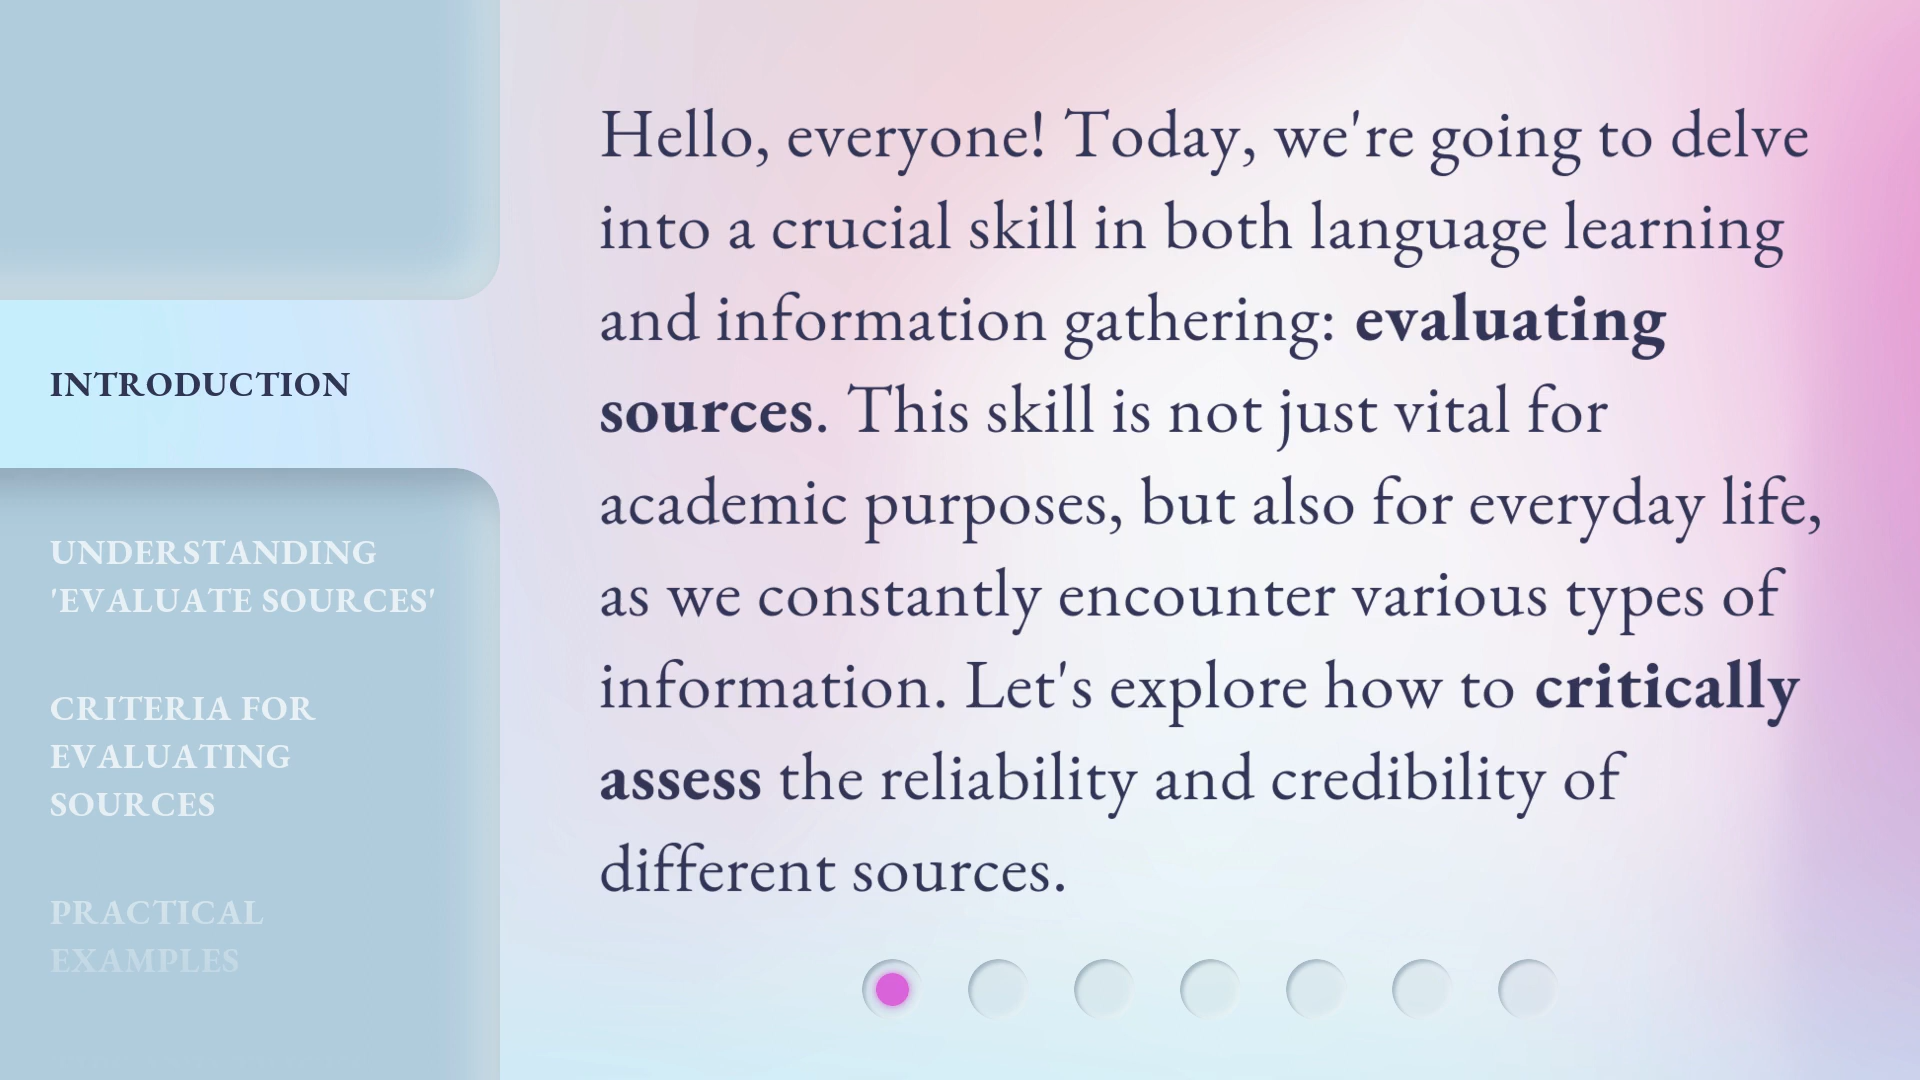 INTRODUCTION
UNDERSTANDING
'EVALUATE SOURCES'
CRITERIA FOR
EVALUATING
SOURCES
PRACTICAL
EXAMPLES
Hello, everyone! Today, we're going to delve
into a crucial skill in both language learning
and information gathering: evaluating
sources. This skill is not just vital for
academic purposes, but also for everyday life,
as we constantly encounter various types of
information. Let's explore how to critically
assess the reliability and credibility of
different sources.